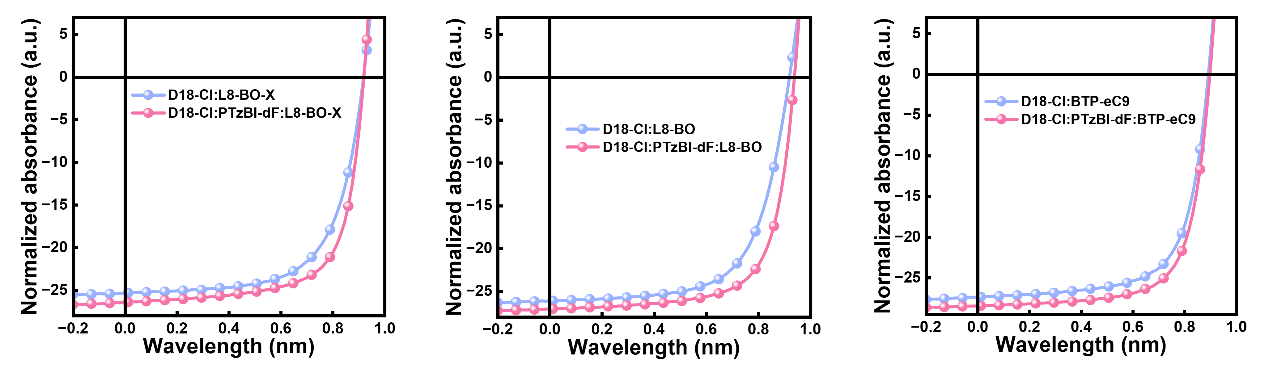 Normalized absorbance (a.u.)
5
0
−5
−10
−15
−20
−25
D18-Cl:L8-BO-X
D18-Cl:PTzBI-dF:L8-BO-X
−0.2 0.0 0.2 0.4 0.6 0.8 1.0
Wavelength (nm)
Normalized absorbance (a.u.)
5
0
−5
−10
−15
−20
−25
D18-Cl:L8-BO
D18-Cl:PTzBI-dF:L8-BO
−0.2 0.0 0.2 0.4 0.6 0.8 1.0
Wavelength (nm)
Normalized absorbance (a.u.)
5
0
−5
−10
−15
−20
−25
D18-Cl:BTP-eC9
D18-Cl:PTzBI-dF:BTP-eC9
−0.2 0.0 0.2 0.4 0.6 0.8 1.0
Wavelength (nm)